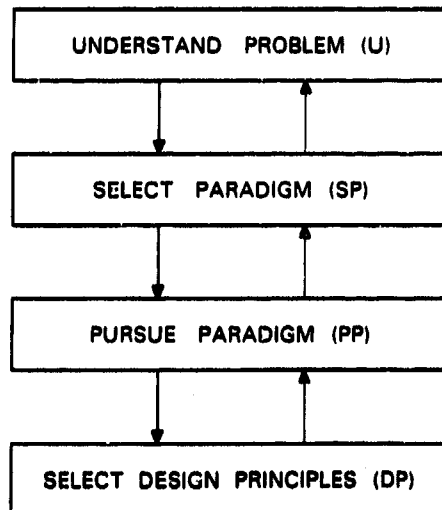 UNDERSTAND PROBLEM (U)
SELECT PARADIGM (SP)
PURSUE PARADIGM (PP)
SELECT DESIGN PRINCIPLES (DP)